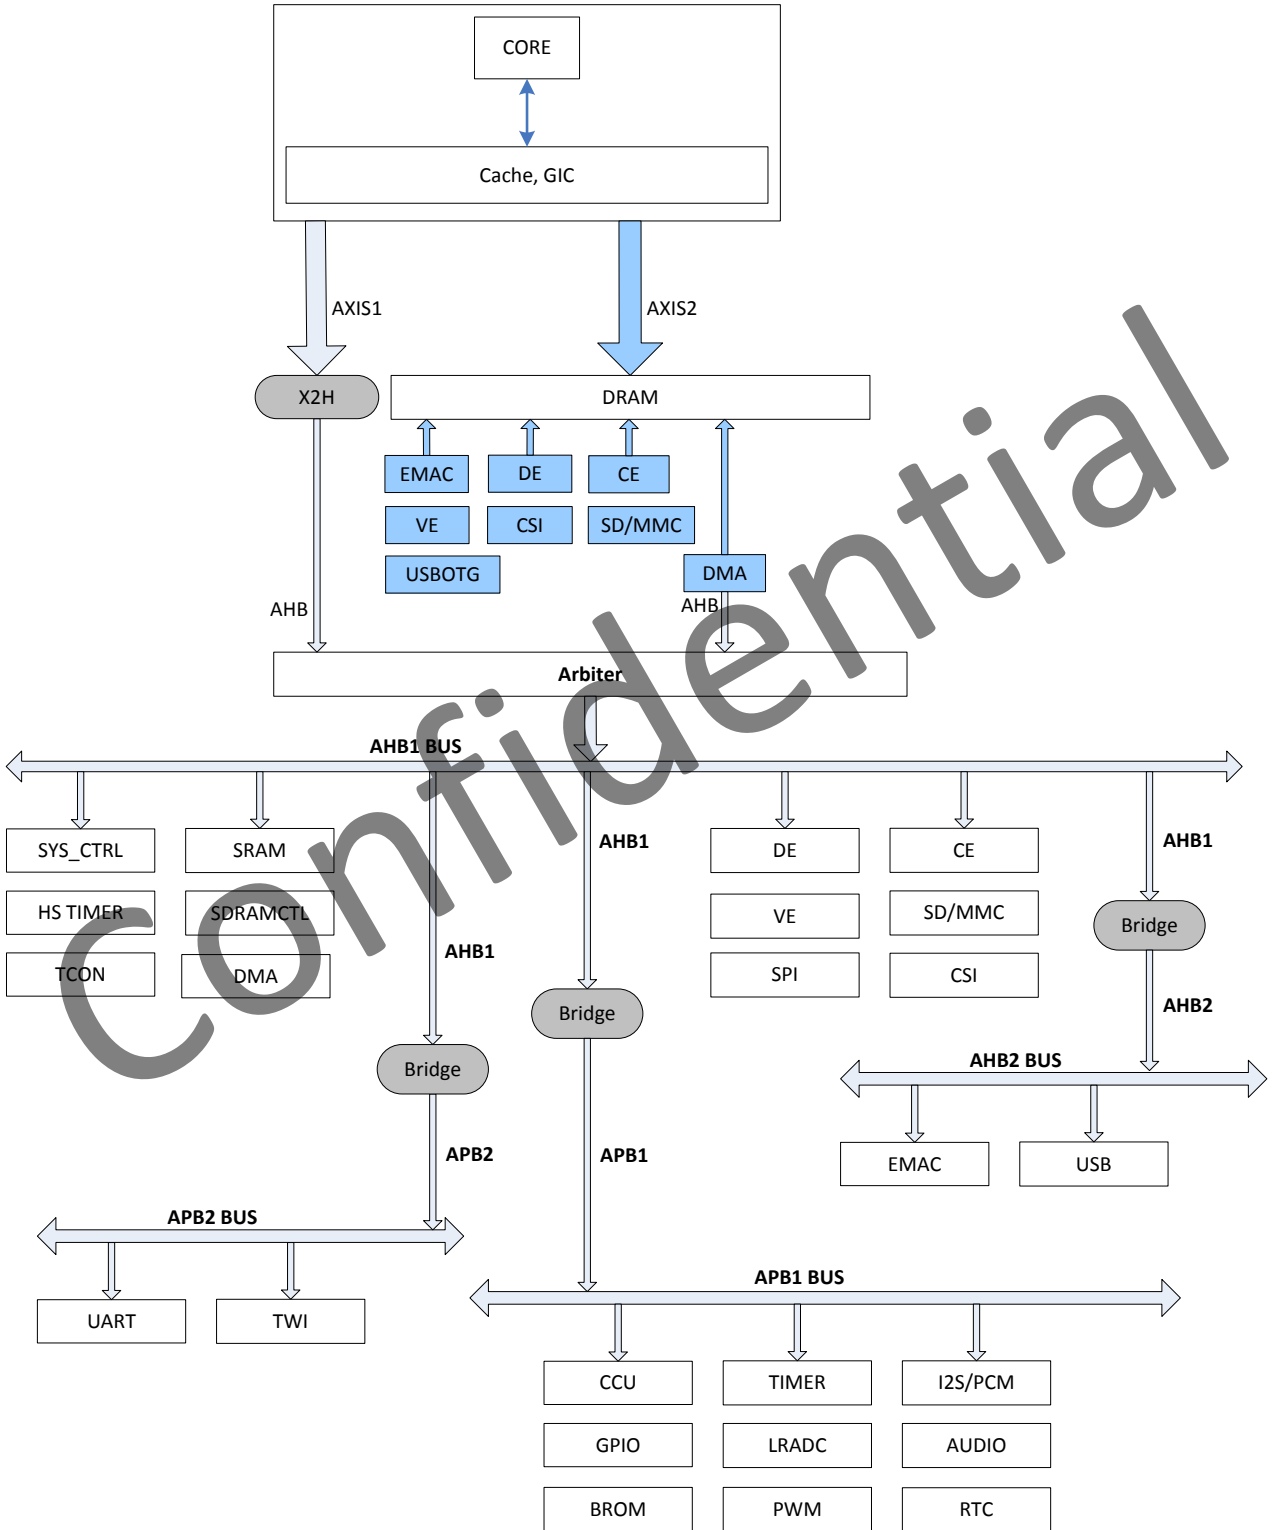 CORE
Cache, GIC
AXIS1
AXIS2
X2H
DRAM
EMAC
DE
CE
VE
CSI
SD/MMC
USBOTG
DMA
AHB
AHB
Arbiter
AHB1 BUS
SYS_CTRL
SRAM
AHB1
DE
CE
AHB1
HS TIMER
SDRAMCTL
VE
SD/MMC
Bridge
TCON
DMA
AHB1
SPI
CSI
Bridge
AHB2
Bridge
AHB2 BUS
APB2
APB1
EMAC
USB
APB2 BUS
UART
TWI
APB1 BUS
CCU
TIMER
I2S/PCM
GPIO
LRADC
AUDIO
BROM
PWM
RTC
Confidential